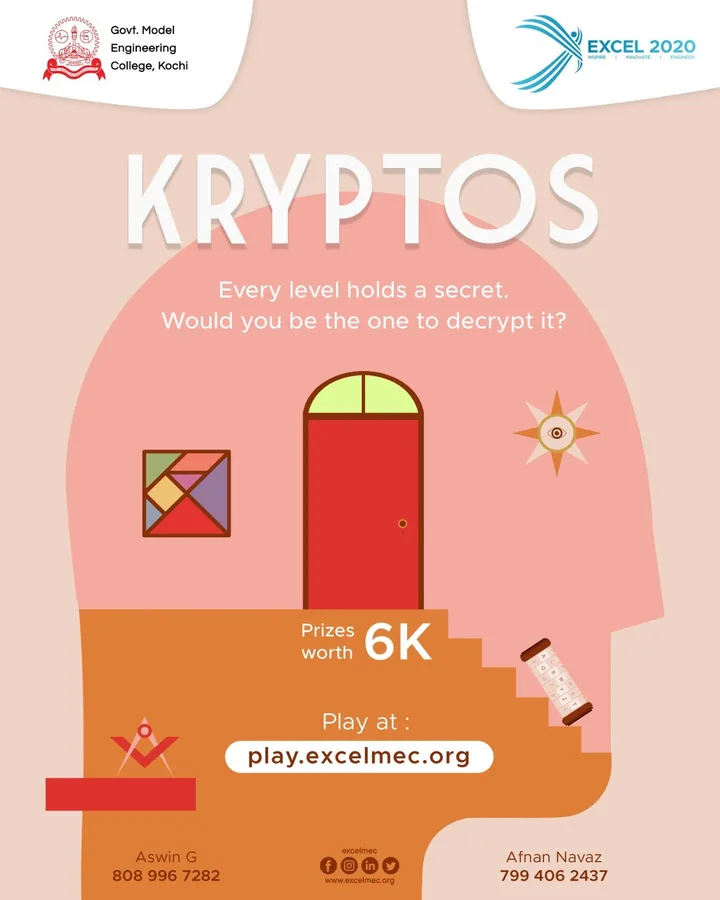 Govt. Model
Engineering
College, Kochi
EXCEL 2020
INSPIRE | INNOVATE | ENGINEER
KRYPTOS
Every level holds a secret.
Would you be the one to decrypt it?
Prizes
worth 6K
Play at :
play.excelmec.org
Aswin G
808 996 7282
excelmec
www.excelmec.org
Afnan Navaz
799 406 2437